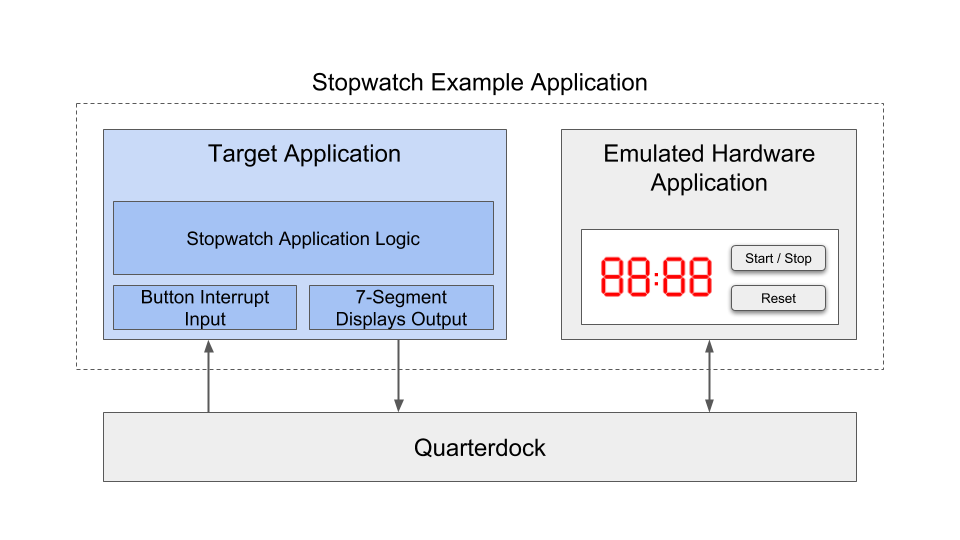 Stopwatch Example Application
Target Application
Stopwatch Application Logic
Button Interrupt
Input
7-Segment
Displays Output
Emulated Hardware
Application
88:88
Start / Stop
Reset
Quarterdock